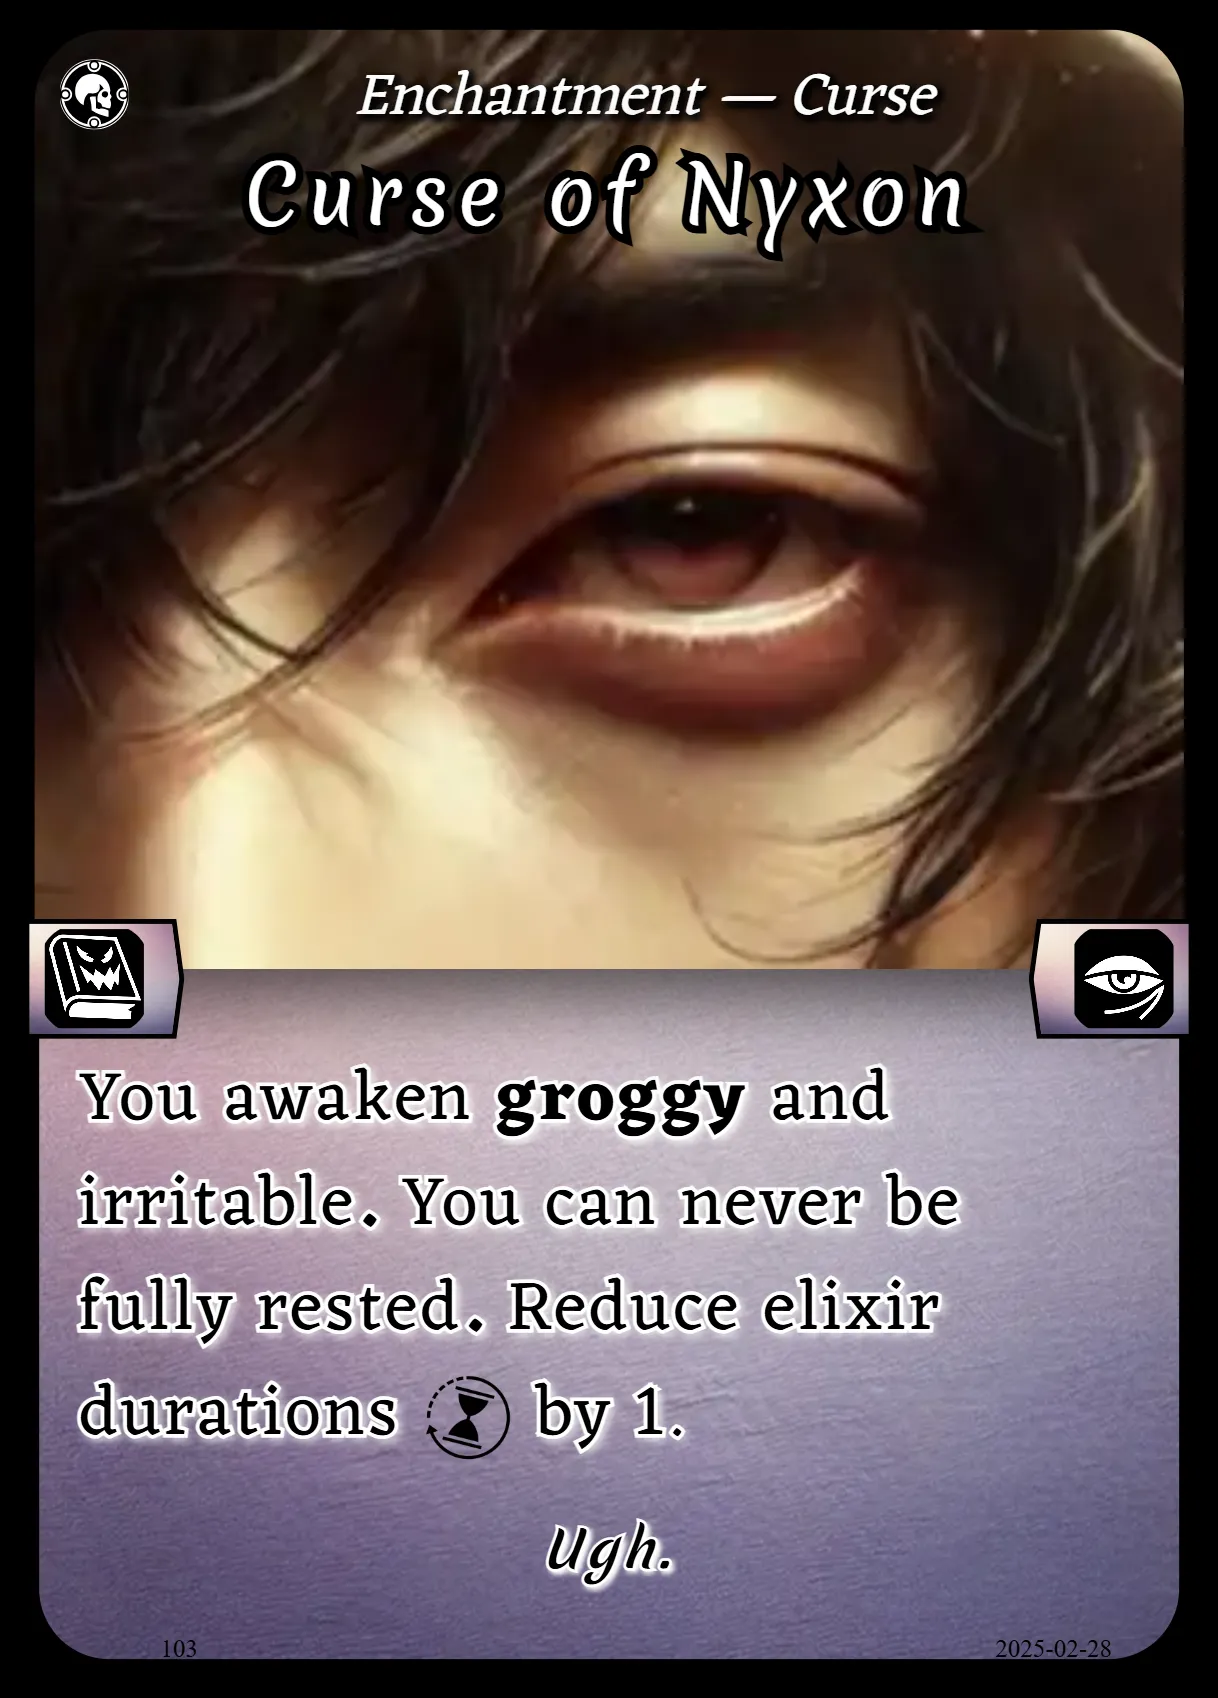 Enchantment — Curse
Curse of Nyxon
You awaken groggy and
irritable. You can never be
fully rested. Reduce elixir
durations by 1.
Ugh.
103
2025-02-28